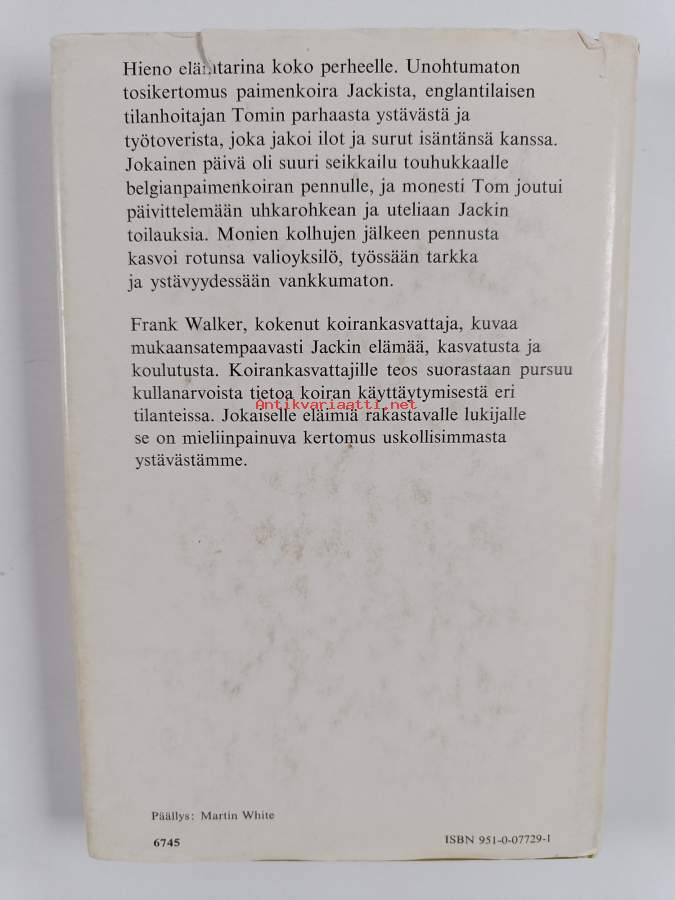 Hieno eläintarina koko perheelle. Unohtumaton
tosikertomus paimenkoira Jackista, englantilaisen
tilanhoitajan Tomin parhaasta ystävästä ja
työtoverista, joka jakoi ilot ja surut isäntänsä kanssa.
Jokainen päivä oli suuri seikkailu touhukkaalle
belgianpaimenkoiran pennulle, ja monesti Tom joutui
päivittelemään uhkarohkean ja uteliaan Jackin
toilauksia. Monien kolhujen jälkeen pennusta
kasvoi rotunsa valioyksilö, työssään tarkka
ja ystävyydessään vankkumaton.
Frank Walker, kokenut koirankasvattaja, kuvaa
mukaansatempaavasti Jackin elämää, kasvatusta ja
koulutusta. Koirankasvattajille teos suorastaan pursuu
kullanarvoista tietoa koiran käyttäytymisestä eri
Antikvariaatti.net
tilanteissa. Jokaiselle eläimiä rakastavalle lukijalle
se on mieliinpainuva kertomus uskollisimmasta
ystävästämme.
Päällys: Martin White
6745
ISBN 951-0-07729-1